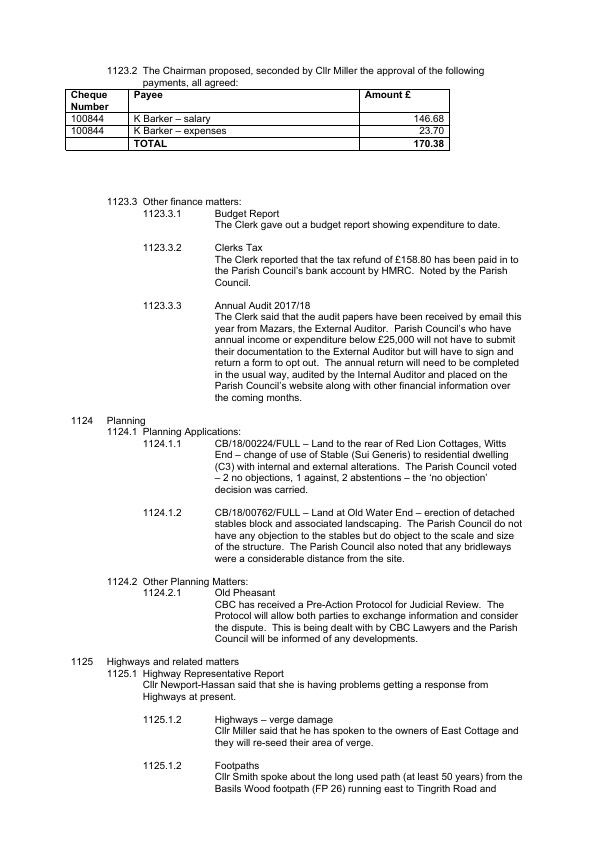 1123.2 The Chairman proposed, seconded by Cllr Miller the approval of the following
payments, all agreed:
Cheque Number Payee Amount £
100844 K Barker – salary 146.68
100844 K Barker – expenses 23.70
TOTAL 170.38
1123.3 Other finance matters:
1123.3.1 Budget Report
The Clerk gave out a budget report showing expenditure to date.
1123.3.2 Clerks Tax
The Clerk reported that the tax refund of £158.80 has been paid in to
the Parish Council's bank account by HMRC. Noted by the Parish
Council.
1123.3.3 Annual Audit 2017/18
The Clerk said that the audit papers have been received by email this
year from Mazars, the External Auditor. Parish Council's who have
annual income or expenditure below £25,000 will not have to submit
their documentation to the External Auditor but will have to sign and
return a form to opt out. The annual return will need to be completed
in the usual way, audited by the Internal Auditor and placed on the
Parish Council's website along with other financial information over
the coming months.
1124 Planning
1124.1 Planning Applications:
1124.1.1 CB/18/00224/FULL – Land to the rear of Red Lion Cottages, Witts
End – change of use of Stable (Sui Generis) to residential dwelling
(C3) with internal and external alterations. The Parish Council voted
– 2 no objections, 1 against, 2 abstentions – the 'no objection'
decision was carried.
1124.1.2 CB/18/00762/FULL – Land at Old Water End – erection of detached
stables block and associated landscaping. The Parish Council do not
have any objection to the stables but do object to the scale and size
of the structure. The Parish Council also noted that any bridleways
were a considerable distance from the site.
1124.2 Other Planning Matters:
1124.2.1 Old Pheasant
CBC has received a Pre-Action Protocol for Judicial Review. The
Protocol will allow both parties to exchange information and consider
the dispute. This is being dealt with by CBC Lawyers and the Parish
Council will be informed of any developments.
1125 Highways and related matters
1125.1 Highway Representative Report
Cllr Newport-Hassan said that she is having problems getting a response from
Highways at present.
1125.1.2 Highways – verge damage
Cllr Miller said that he has spoken to the owners of East Cottage and
they will re-seed their area of verge.
1125.1.2 Footpaths
Cllr Smith spoke about the long used path (at least 50 years) from the
Basils Wood footpath (FP 26) running east to Tingrith Road and